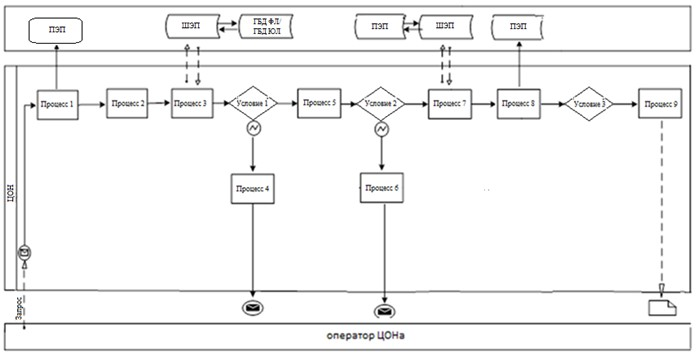 ПЭП
ШЭП
ГБД ФЛ/
ГБД ЮЛ
ПЭП
ШЭП
ПЭП
Процесс 1
Процесс 2
Процесс 3
Условие 1
Процесс 5
Условие 2
Процесс 7
Процесс 8
Условие 3
Процесс 9
Процесс 4
Процесс 6
ЦОН
Запрос
оператор ЦОНа